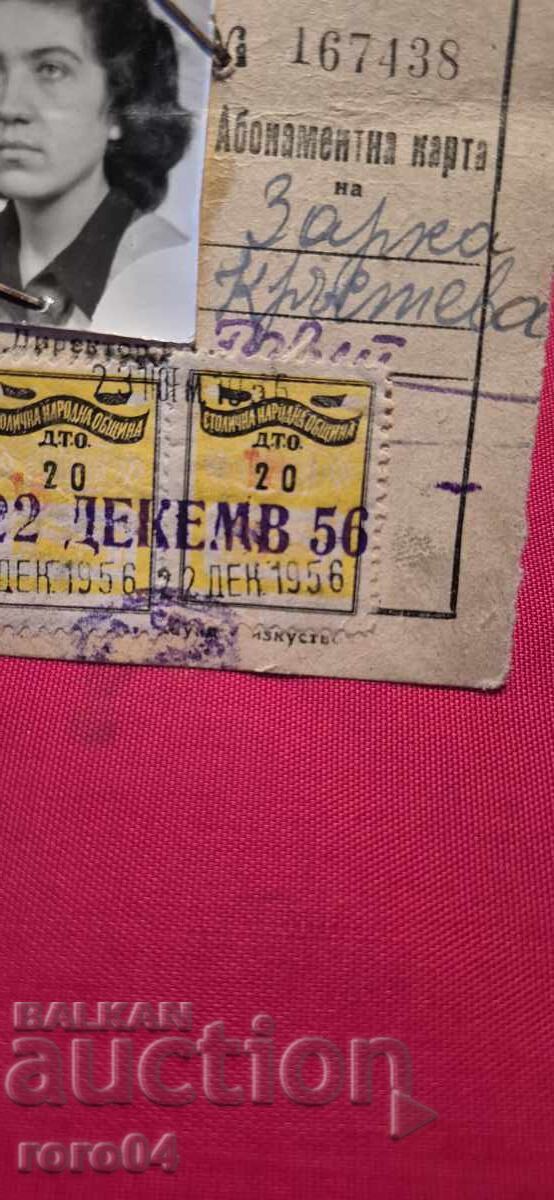 № 167438
Абонаментна карта
на
Зарка
Кръстева
Директор
СТОЛИЧНА НАРОДНА ОБЩИНА
Д.Т.О.
20
СТОЛИЧНА НАРОДНА ОБЩИНА
Д.Т.О.
20
22 ДЕКЕМВ 56
ДЕК. 1956
22 ДЕК. 1956
BALKAN
auction
roro04